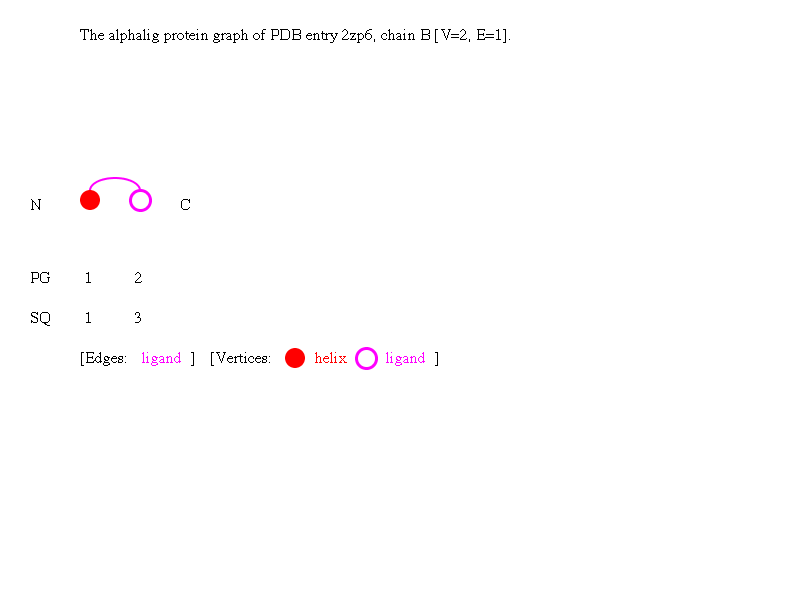 The alphalig protein graph of PDB entry 2zp6, chain B [V=2, E=1].
N C
PG 1 2
SQ 1 3
[Edges: ligand ] [Vertices: helix ligand ]